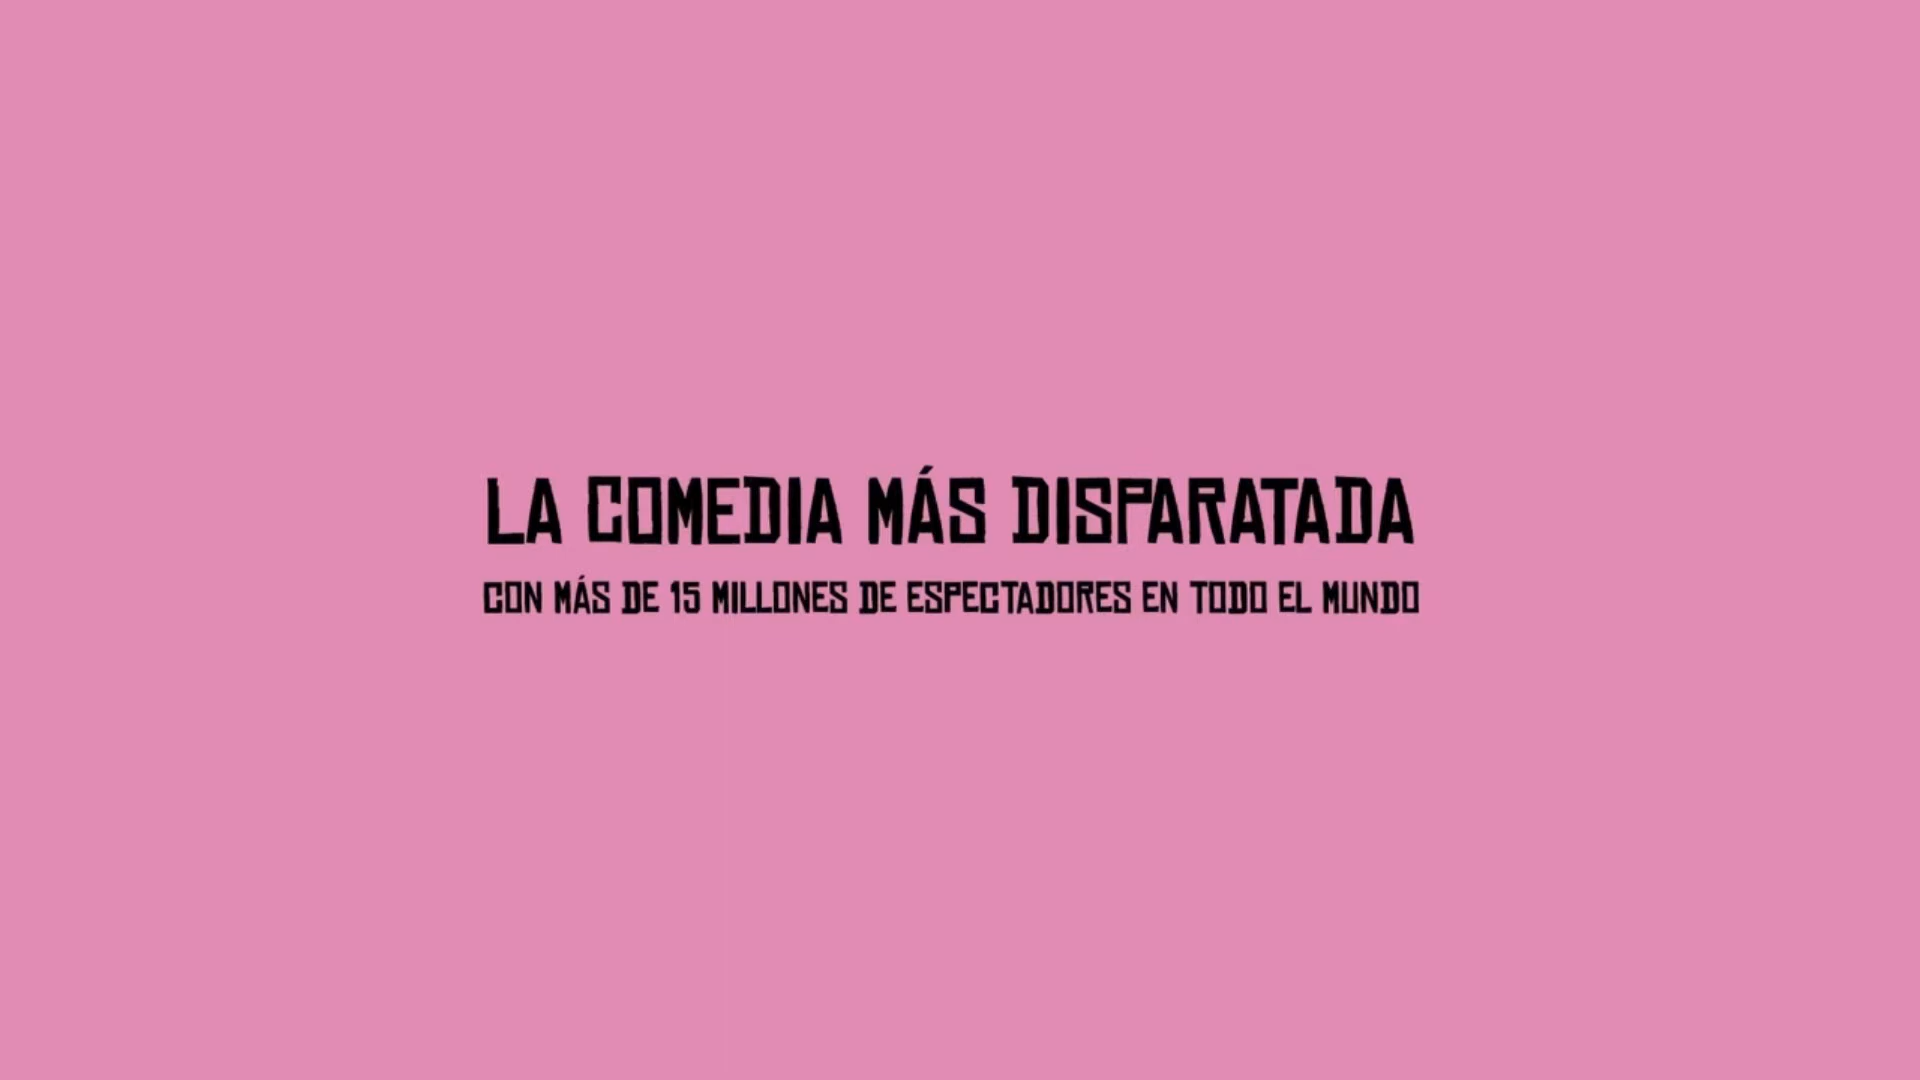 LA COMEDIA MÁS DISPARATADA
CON MÁS DE 15 MILLONES DE ESPECTADORES EN TODO EL MUNDO